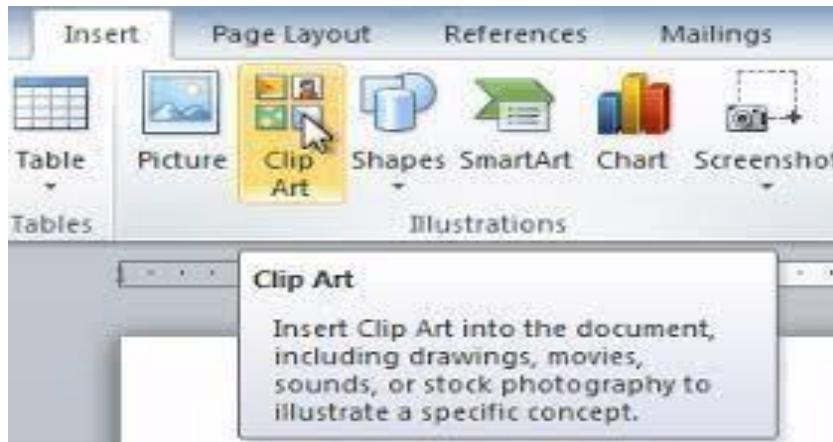 Insert Page Layout References Mailings
Table Picture Clip Art Shapes SmartArt Chart Screenshot
Tables Illustrations
Clip Art
Insert Clip Art into the document,
including drawings, movies,
sounds, or stock photography to
illustrate a specific concept.